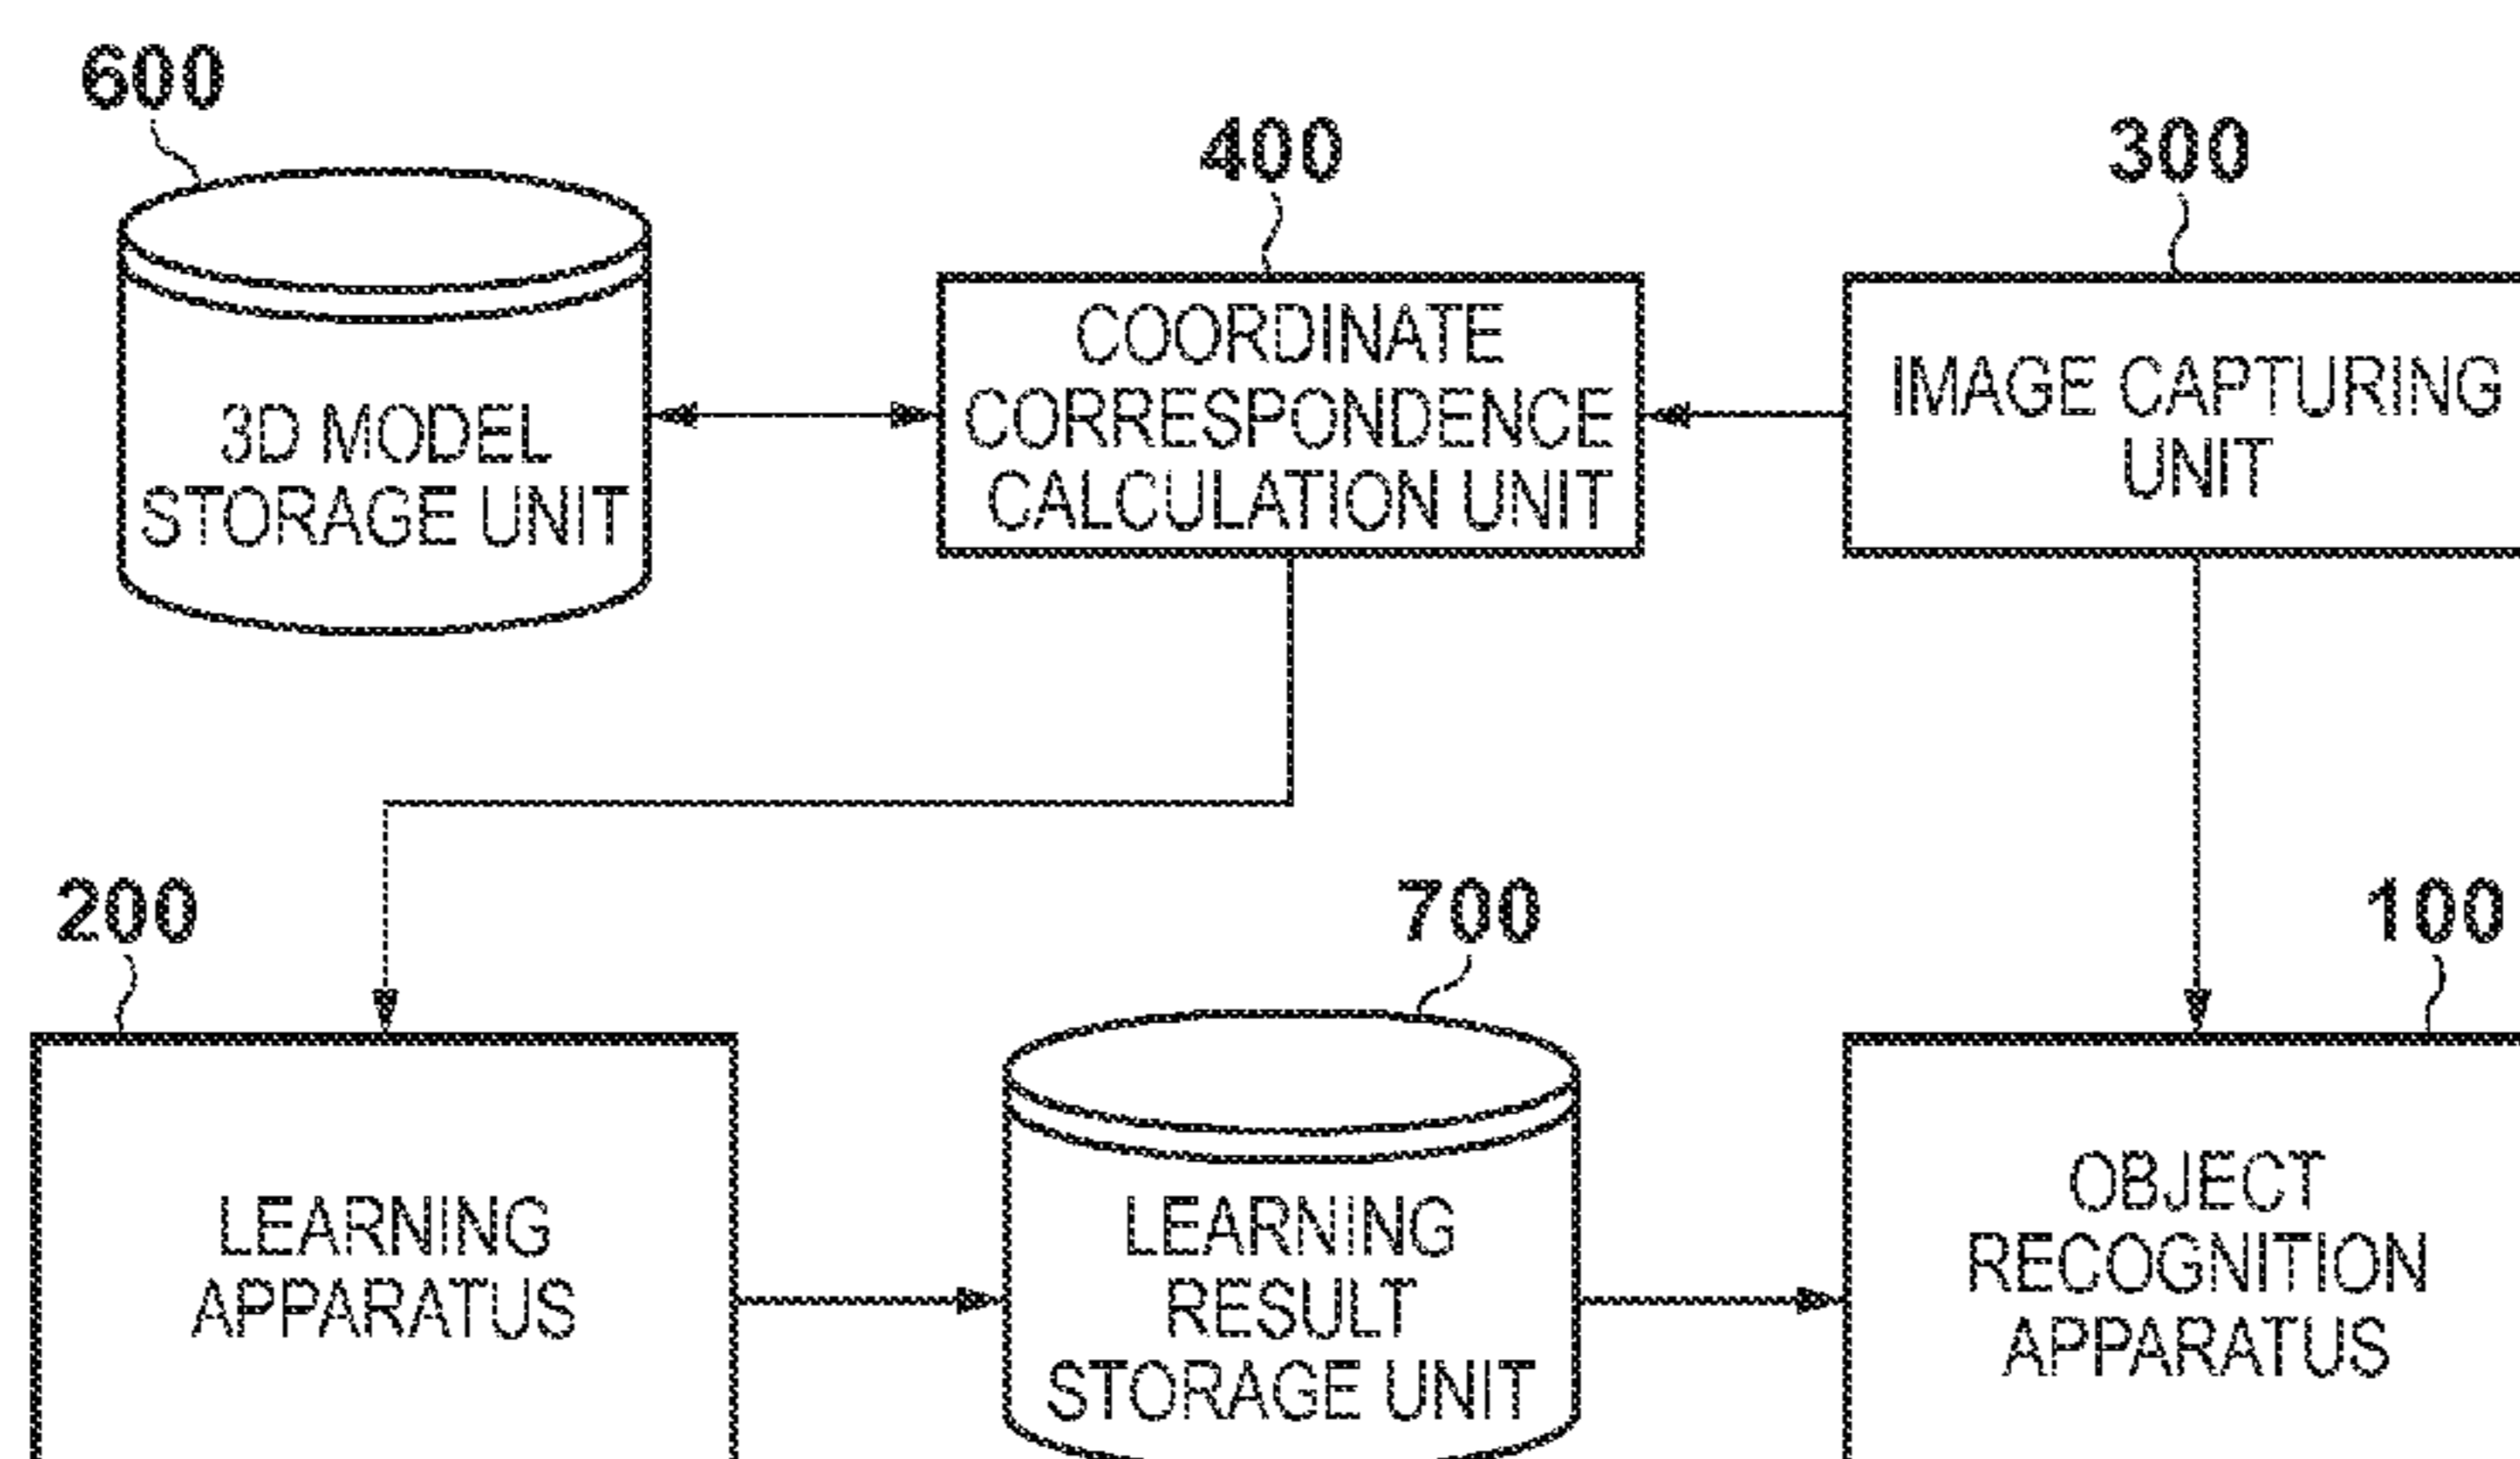 600
400
300
3D MODEL
STORAGE UNIT
COORDINATE
CORRESPONDENCE
CALCULATION UNIT
IMAGE CAPTURING
UNIT
200
700
100
LEARNING
APPARATUS
LEARNING
RESULT
STORAGE UNIT
OBJECT
RECOGNITION
APPARATUS